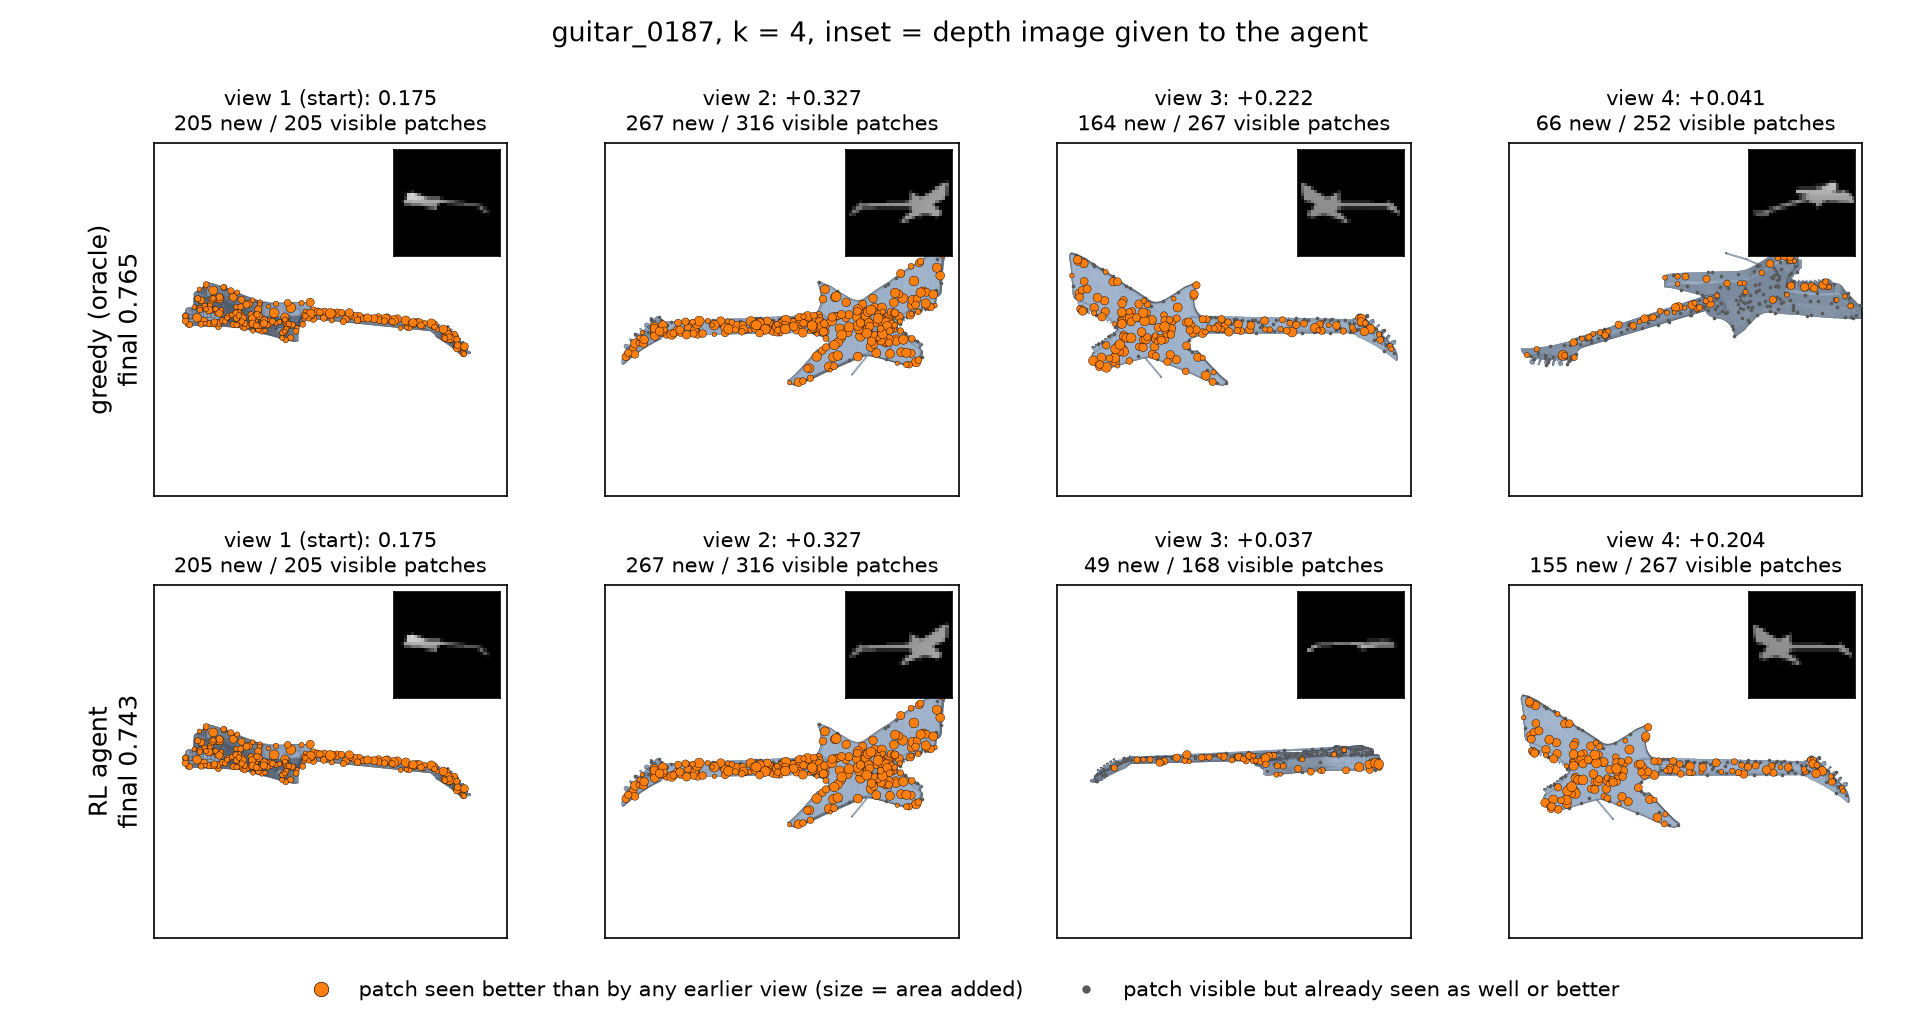 guitar_0187, k = 4, inset = depth image given to the agent
view 1 (start): 0.175
205 new / 205 visible patches
view 2: +0.327
267 new / 316 visible patches
view 3: +0.222
164 new / 267 visible patches
view 4: +0.041
66 new / 252 visible patches
greedy (oracle)
final 0.765
view 1 (start): 0.175
205 new / 205 visible patches
view 2: +0.327
267 new / 316 visible patches
view 3: +0.037
49 new / 168 visible patches
view 4: +0.204
155 new / 267 visible patches
RL agent
final 0.743
patch seen better than by any earlier view (size = area added)
patch visible but already seen as well or better